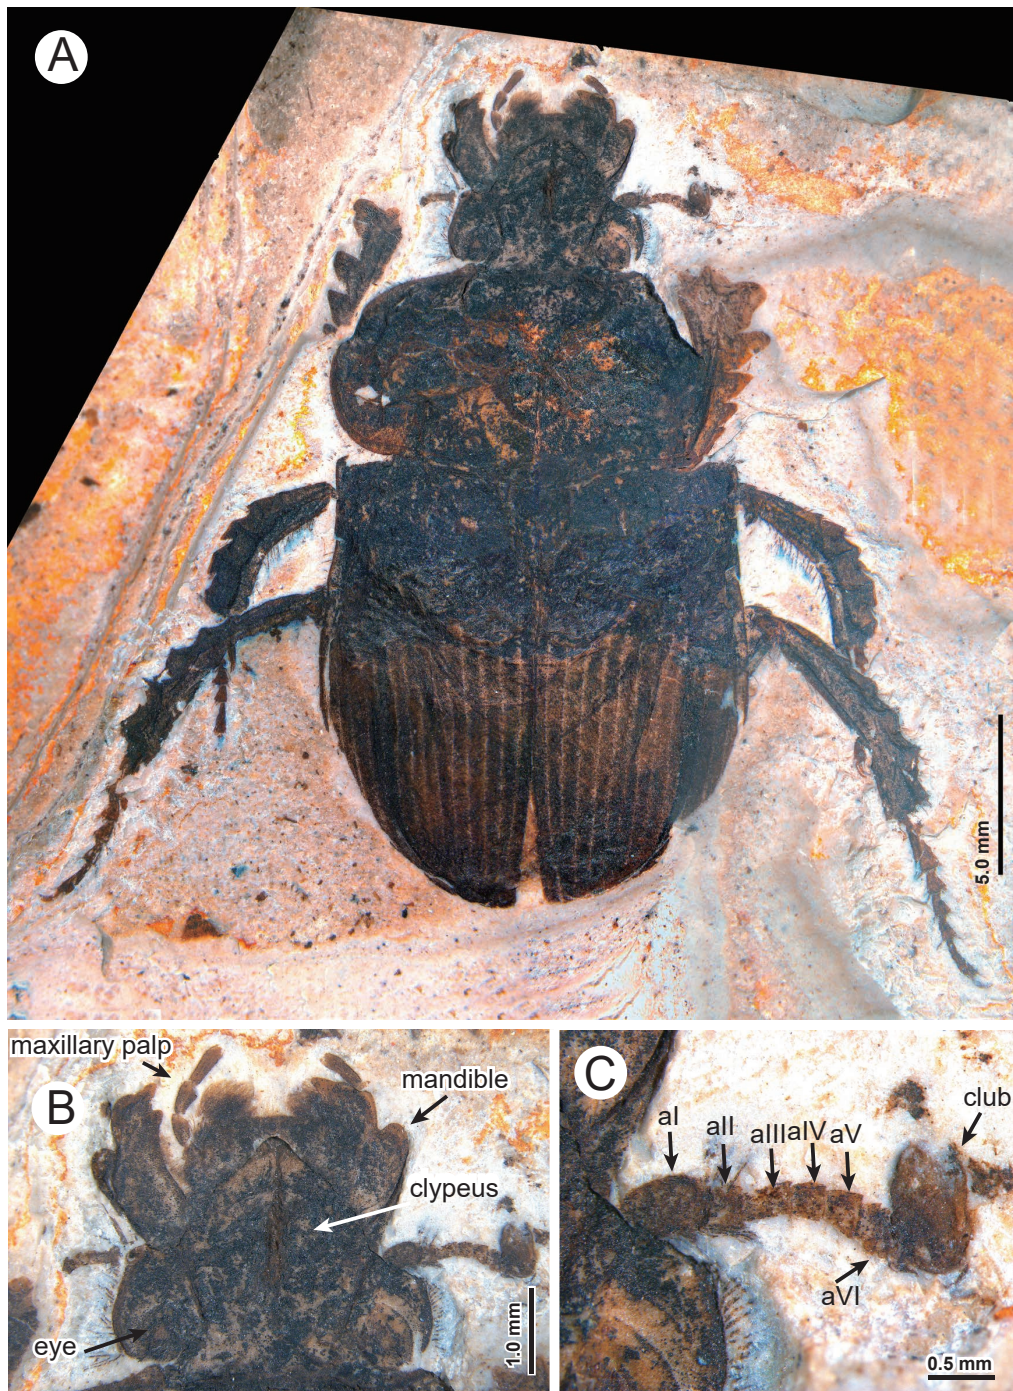 A
5.0 mm
maxillary palp
B
mandible
clypeus
eye
1.0 mm
C
club
aI
aII
aIII
aIV
aV
aVI
0.5 mm